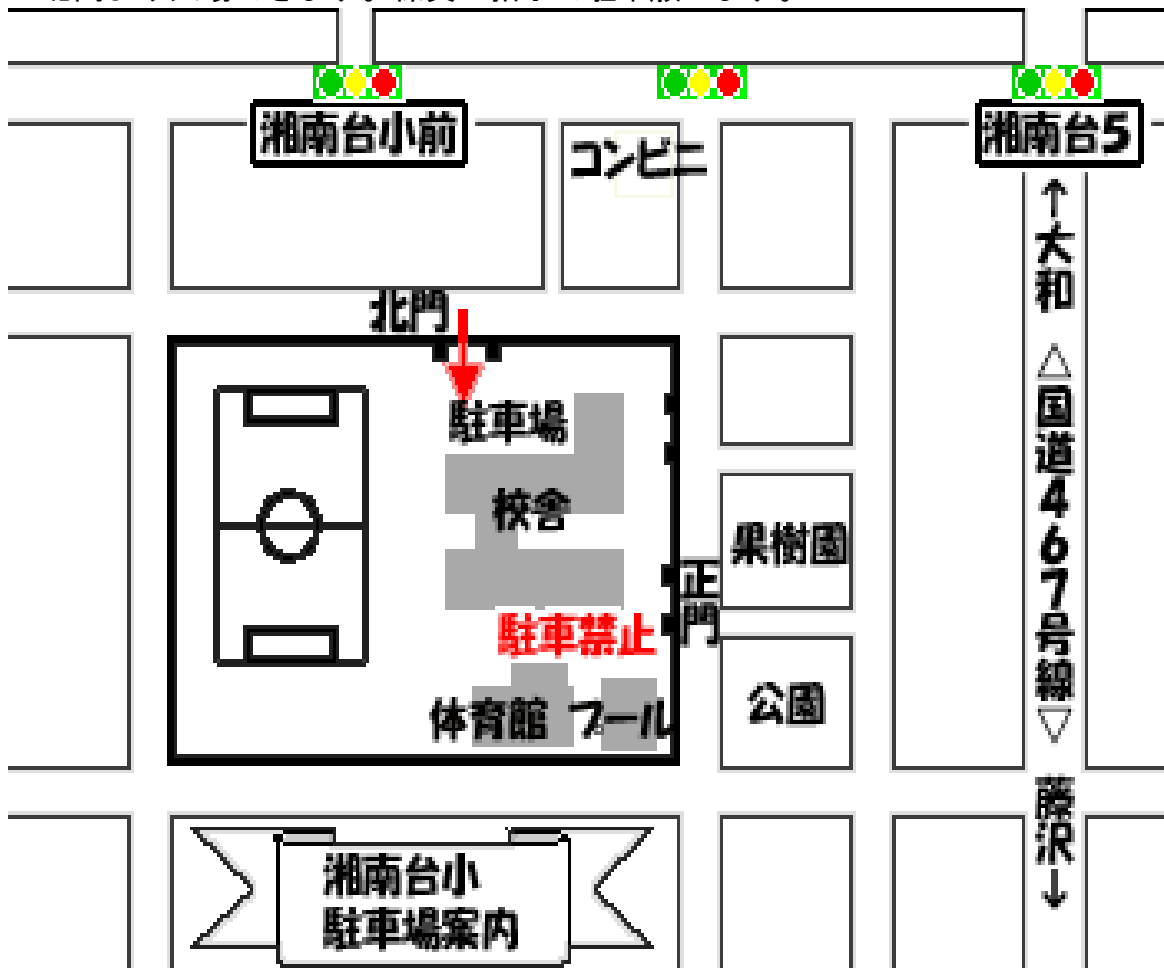 湘南台小前
湘南台5
コンビニ
↑大和 △国道467号線▽ 藤沢↓
北門
駐車場
校舎
果樹園
正門
駐車禁止
公園
体育館 プール
湘南台小
駐車場案内